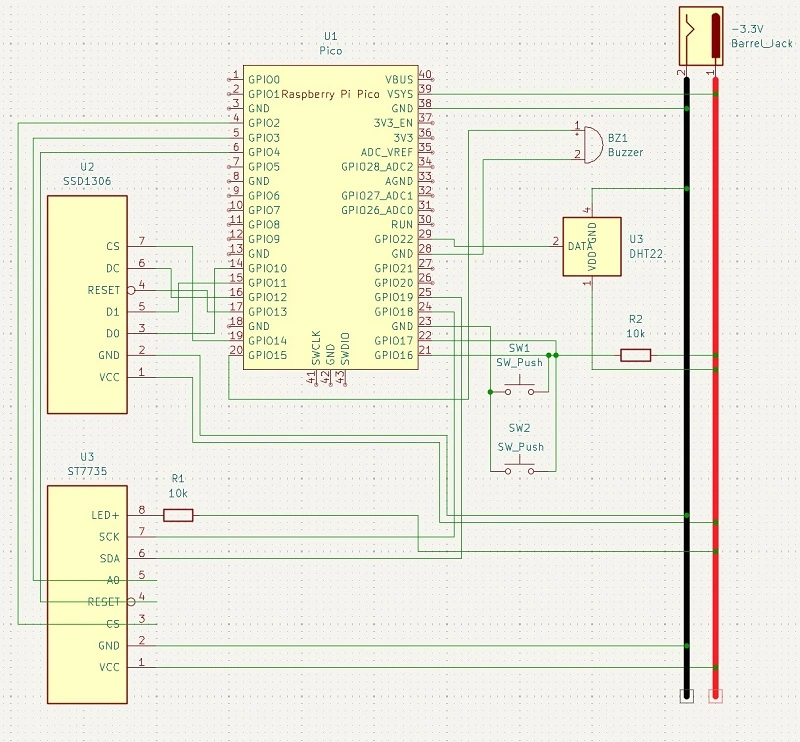 -3.3V
Barrel_Jack
2
1
U1
Pico
Raspberry Pi Pico
1 GPIO0
2 GPIO1
3 GND
4 GPIO2
5 GPIO3
6 GPIO4
7 GPIO5
8 GND
9 GPIO6
10 GPIO7
11 GPIO8
12 GPIO9
13 GND
14 GPIO10
15 GPIO11
16 GPIO12
17 GPIO13
18 GND
19 GPIO14
20 GPIO15
VBUS 40
VSYS 39
GND 38
3V3_EN 37
3V3 36
ADC_VREF 35
GPIO28_ADC2 34
AGND 33
GPIO27_ADC1 32
GPIO26_ADC0 31
RUN 30
GPIO22 29
GND 28
GPIO21 27
GPIO20 26
GPIO19 25
GPIO18 24
GND 23
GPIO17 22
GPIO16 21
SWCLK 41
GND 42
SWDIO 43
BZ1
Buzzer
1
+
2
U2
SSD1306
CS 7
DC 6
RESET 4
D1 5
D0 3
GND 2
VCC 1
U3
DHT22
4 GND
2 DATA
1 VDD
R2
10k
SW1
SW_Push
SW2
SW_Push
U3
ST7735
R1
10k
LED+ 8
SCK 7
SDA 6
A0 5
RESET 4
CS 3
GND 2
VCC 1